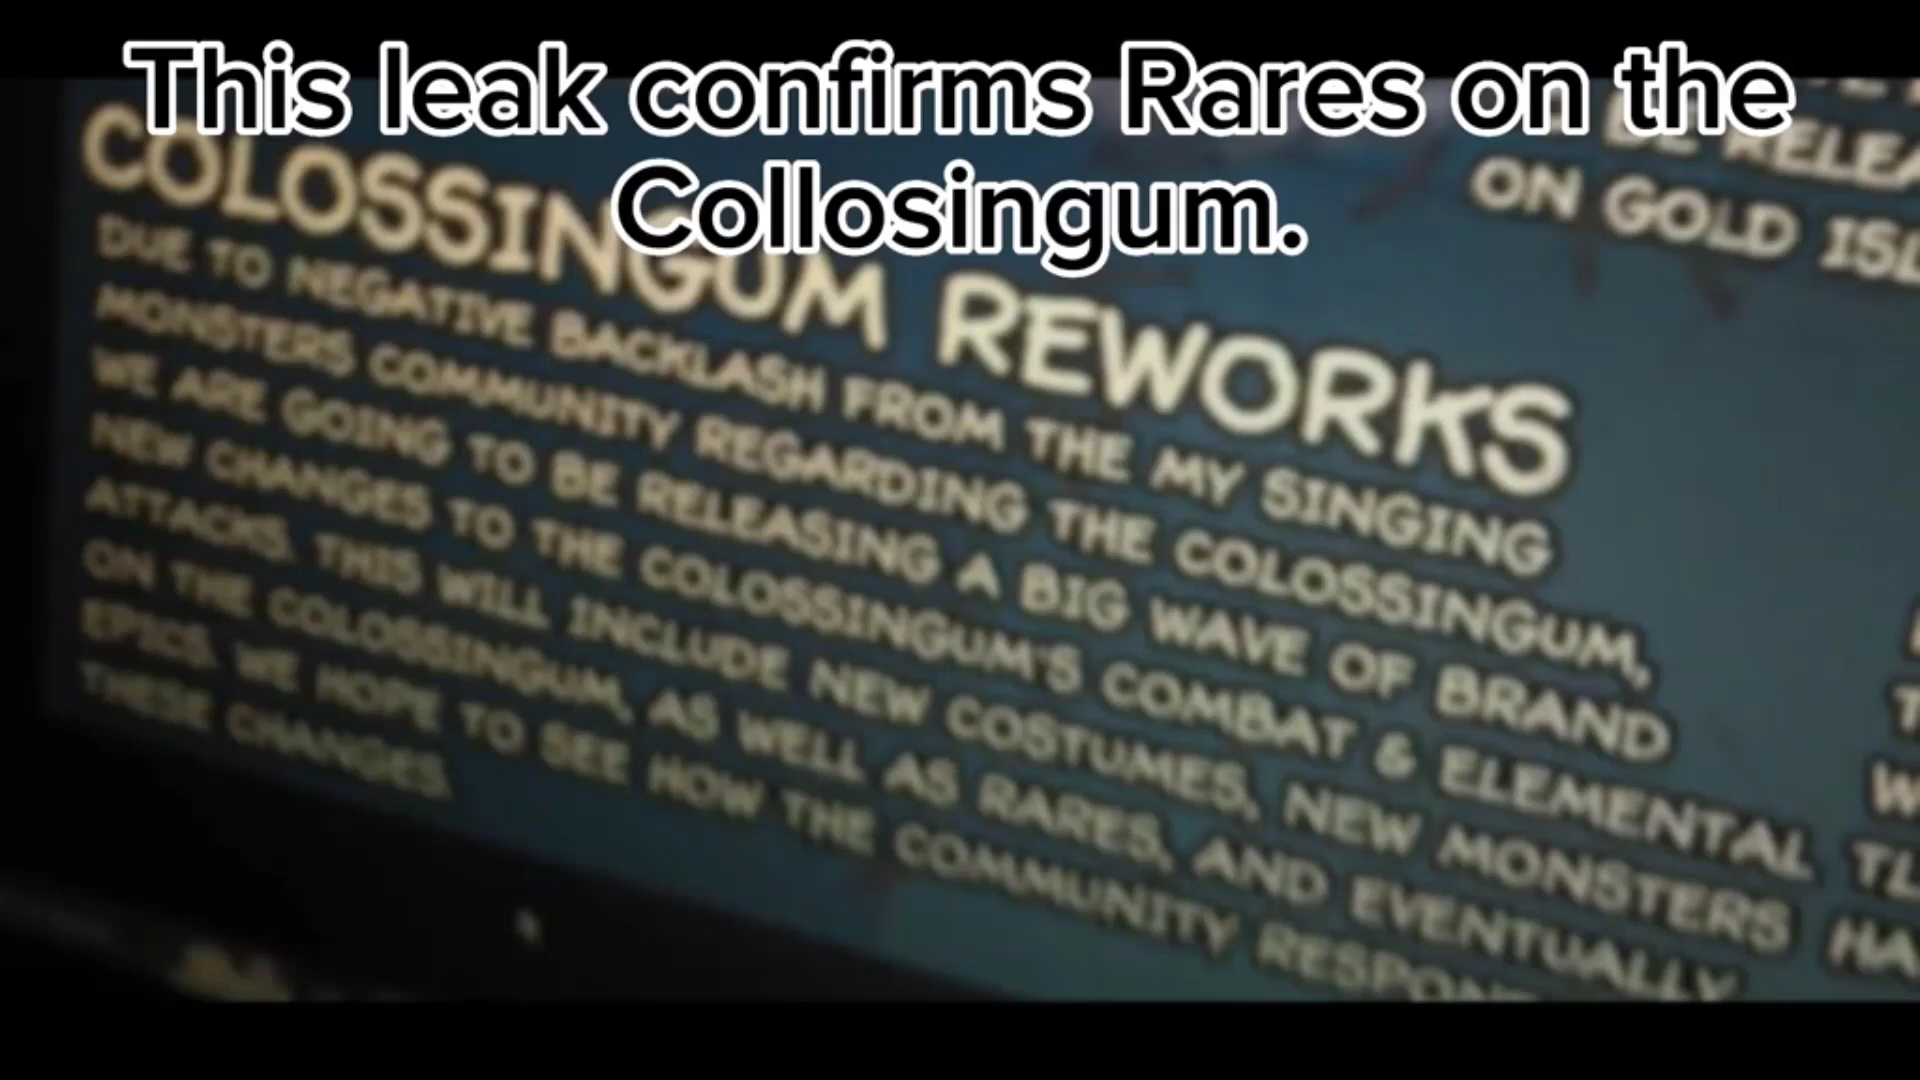 This leak confirms Rares on the
Collosingum.
COLOSSINGUM REWORKS
DUE TO NEGATIVE BACKLASH FROM THE MY SINGING
MONSTERS COMMUNITY REGARDING THE COLOSSINGUM,
WE ARE GOING TO BE RELEASING A BIG WAVE OF BRAND
NEW CHANGES TO THE COLOSSINGUM'S COMBAT & ELEMENTAL
ATTACKS. THIS WILL INCLUDE NEW COSTUMES, NEW MONSTERS
ON THE COLOSSINGUM, AS WELL AS RARES, AND EVENTUALLY
EPICS. WE HOPE TO SEE HOW THE COMMUNITY
THESE CHANGES.
BE
ON GOLD